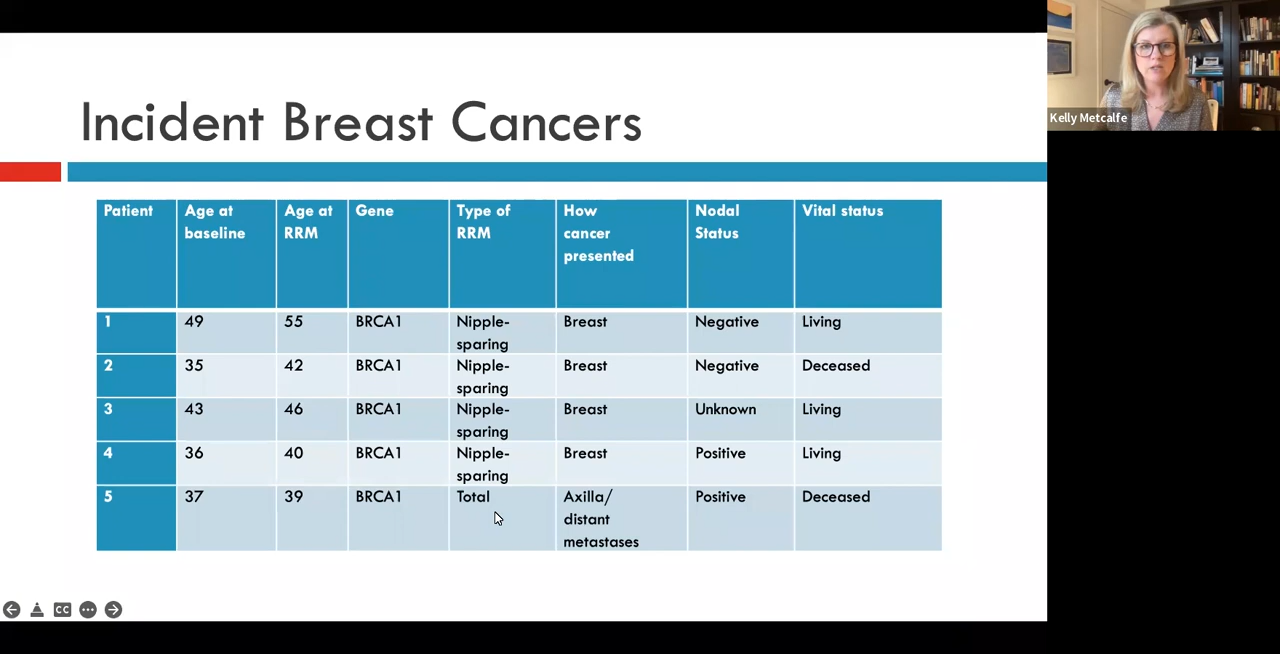 Incident Breast Cancers
Kelly Metcalfe
Patient Age at baseline Age at RRM Gene Type of RRM How cancer presented Nodal Status Vital status
1 49 55 BRCA1 Nipple-sparing Breast Negative Living
2 35 42 BRCA1 Nipple-sparing Breast Negative Deceased
3 43 46 BRCA1 Nipple-sparing Breast Unknown Living
4 36 40 BRCA1 Nipple-sparing Breast Positive Living
5 37 39 BRCA1 Total Axilla/ distant metastases Positive Deceased
CC